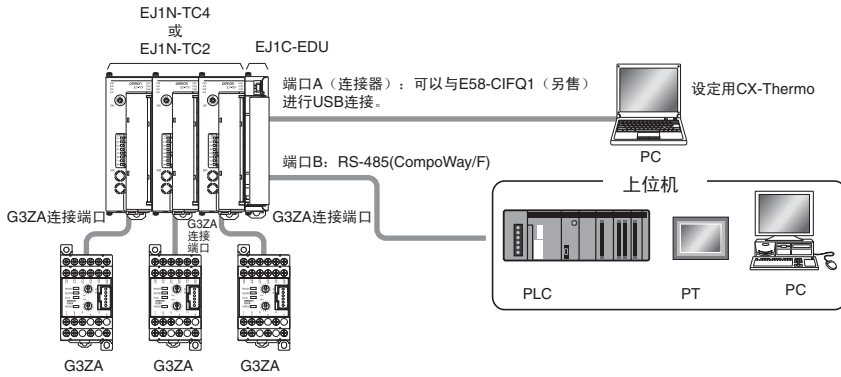 EJ1N-TC4
或
EJ1N-TC2
EJ1C-EDU
端口A（连接器）：可以与E58-CIFQ1（另售）
进行USB连接。
设定用CX-Thermo
PC
端口B：RS-485(CompoWay/F)
上位机
G3ZA连接端口
G3ZA
连接
端口
G3ZA连接端口
PLC
PT
PC
G3ZA
G3ZA
G3ZA